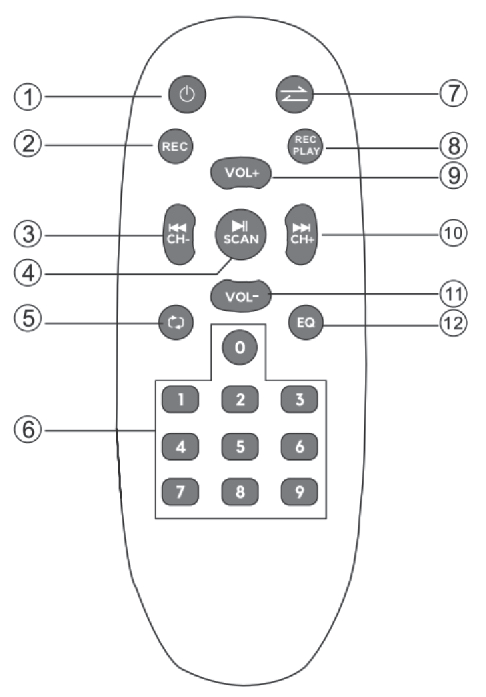 ① ⑦
② REC REC PLAY ⑧
VOL+ ⑨
③ CH- SCAN CH+ ⑩
④
VOL- ⑪
⑤ EQ ⑫
0
1 2 3
⑥
4 5 6
7 8 9